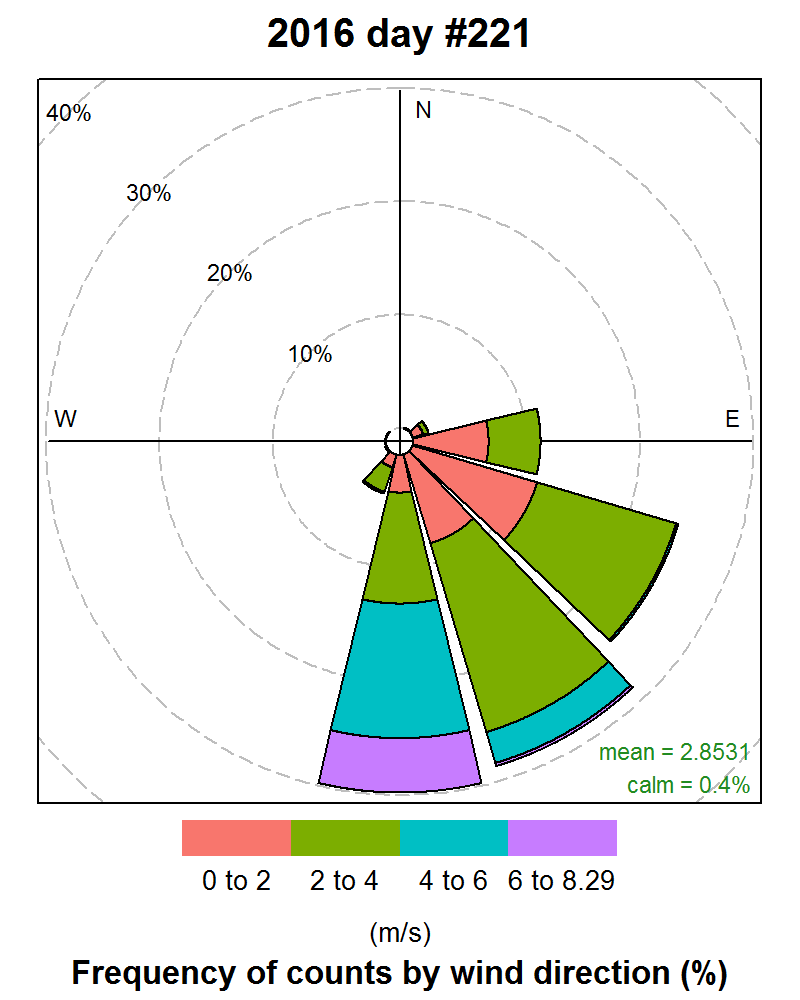 2016 day #221
40%
N
30%
20%
10%
W
E
mean = 2.8531
calm = 0.4%
0 to 2 2 to 4 4 to 6 6 to 8.29
(m/s)
Frequency of counts by wind direction (%)